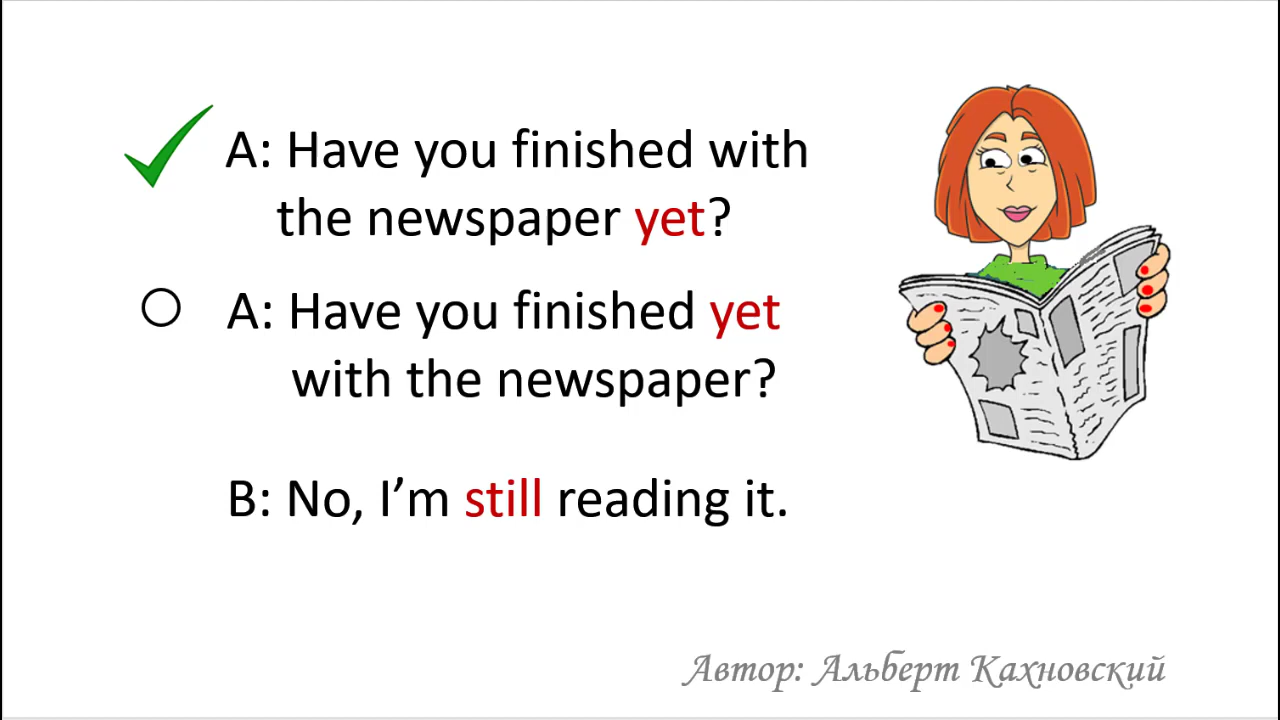 A: Have you finished with
the newspaper yet?
A: Have you finished yet
with the newspaper?
B: No, I’m still reading it.
Автор: Альберт Кахновский